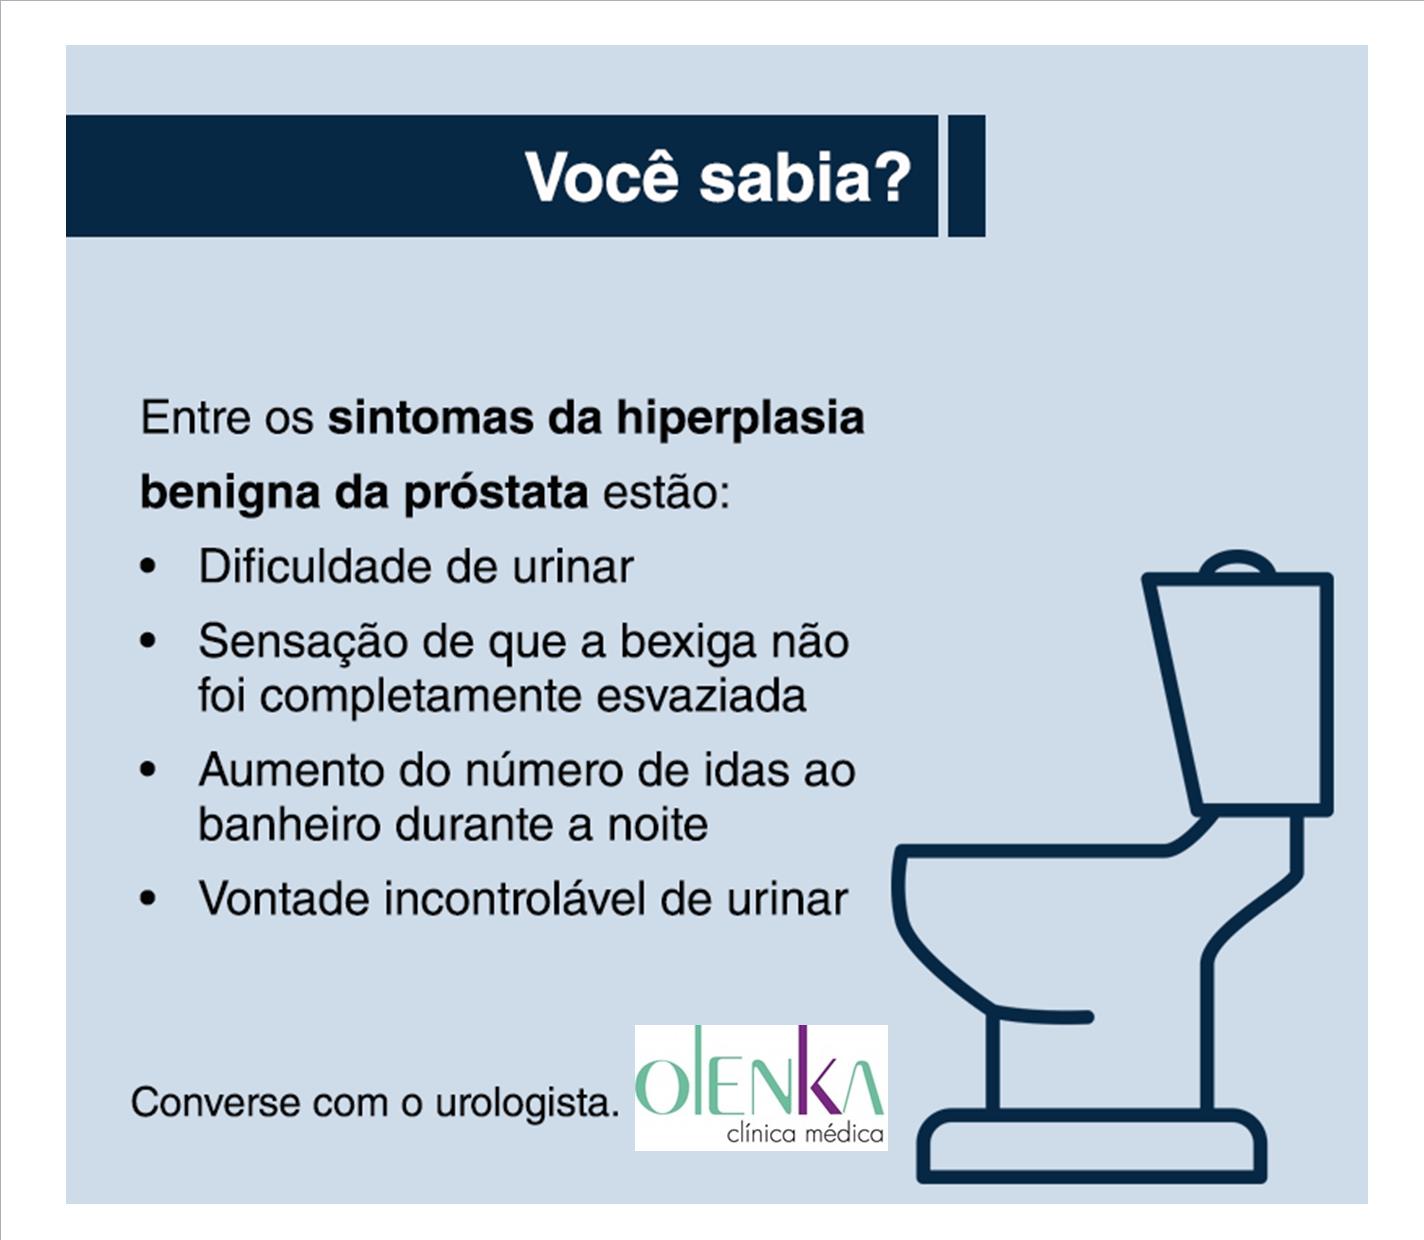 Você sabia?
Entre os sintomas da hiperplasia
benigna da próstata estão:
• Dificuldade de urinar
• Sensação de que a bexiga não
foi completamente esvaziada
• Aumento do número de idas ao
banheiro durante a noite
• Vontade incontrolável de urinar
Converse com o urologista.
OlENKA
clínica médica